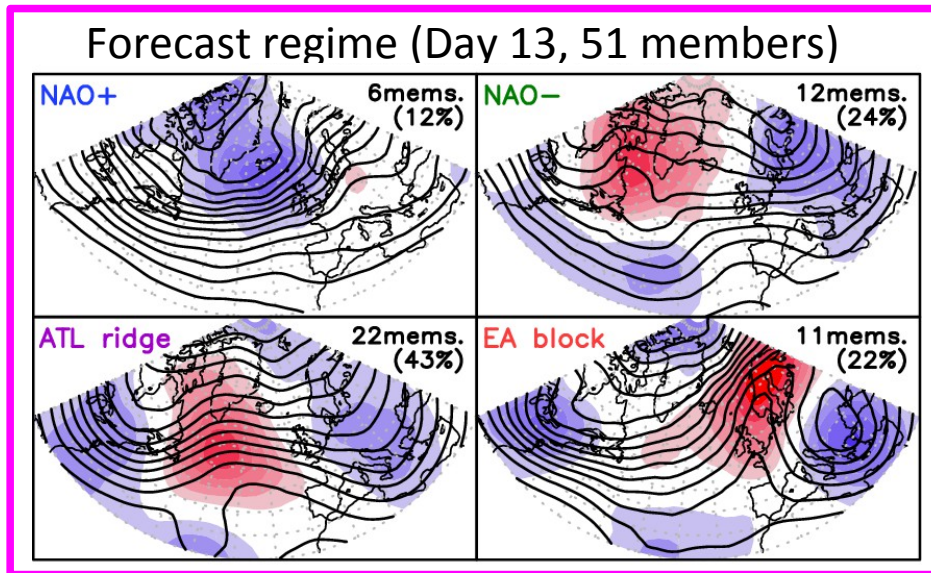 Forecast regime (Day 13, 51 members)
NAO+ 6mems.
(12%)
NAO− 12mems.
(24%)
ATL ridge 22mems.
(43%)
EA block 11mems.
(22%)